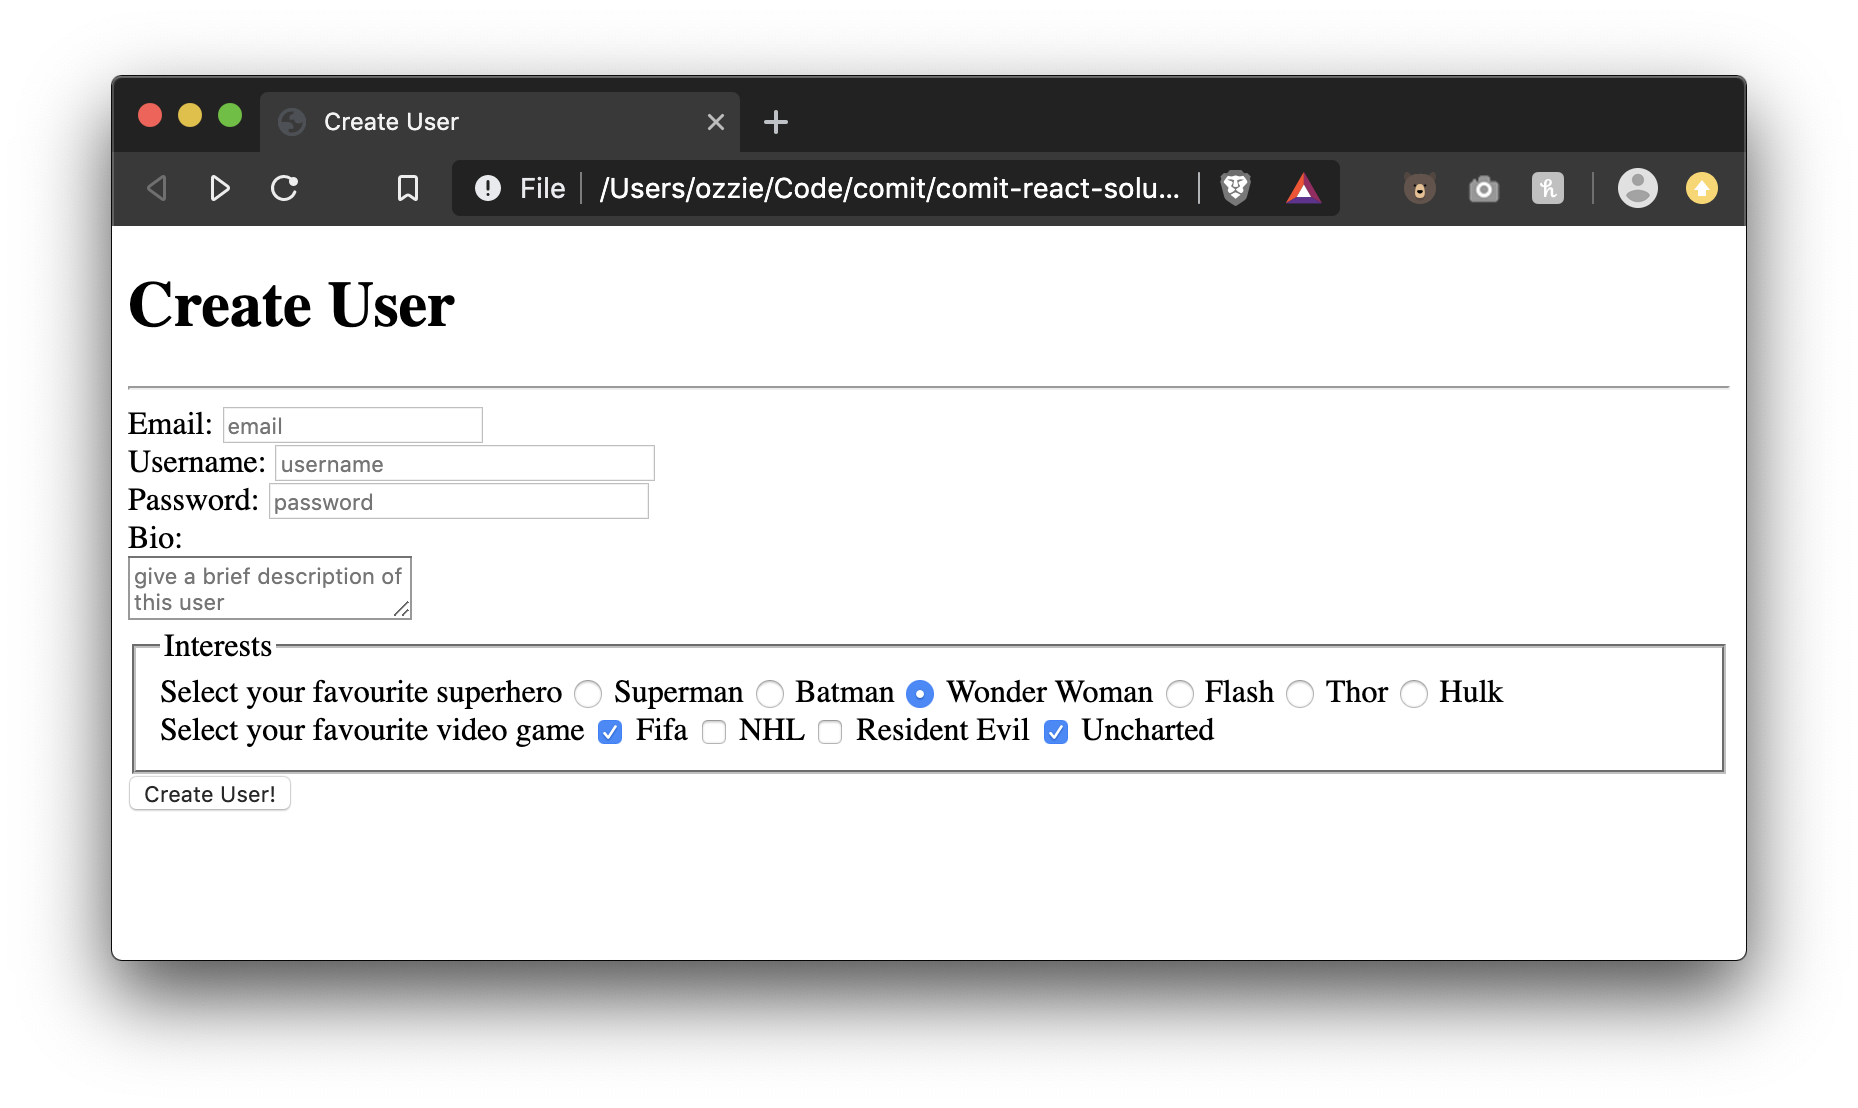 Create User
File /Users/ozzie/Code/comit/comit-react-solu...
Create User
Email: email
Username: username
Password: password
Bio:
give a brief description of
this user
Interests
Select your favourite superhero Superman Batman Wonder Woman Flash Thor Hulk
Select your favourite video game Fifa NHL Resident Evil Uncharted
Create User!